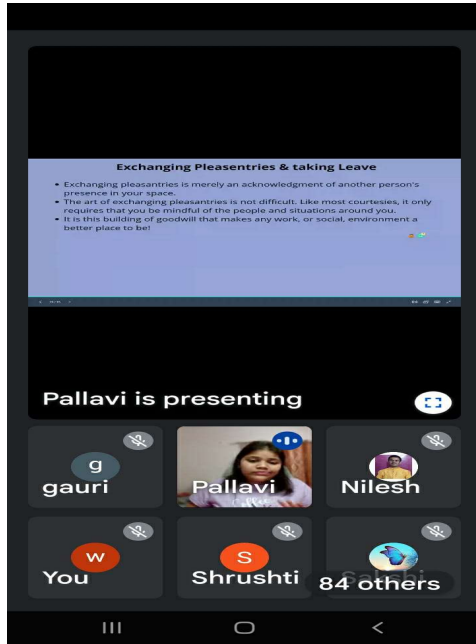 Exchanging Pleasentries & taking Leave
• Exchanging pleasantries is merely an acknowledgment of another person's
presence in your space.
• The art of exchanging pleasantries is not difficult. Like most courtesies, it only
requires that you be mindful of the people and situations around you.
• It is this building of goodwill that makes any work, or social, environment a
better place to be!
Pallavi is presenting
g
gauri
Pallavi
Nilesh
W
You
S
Shrushti
84 others